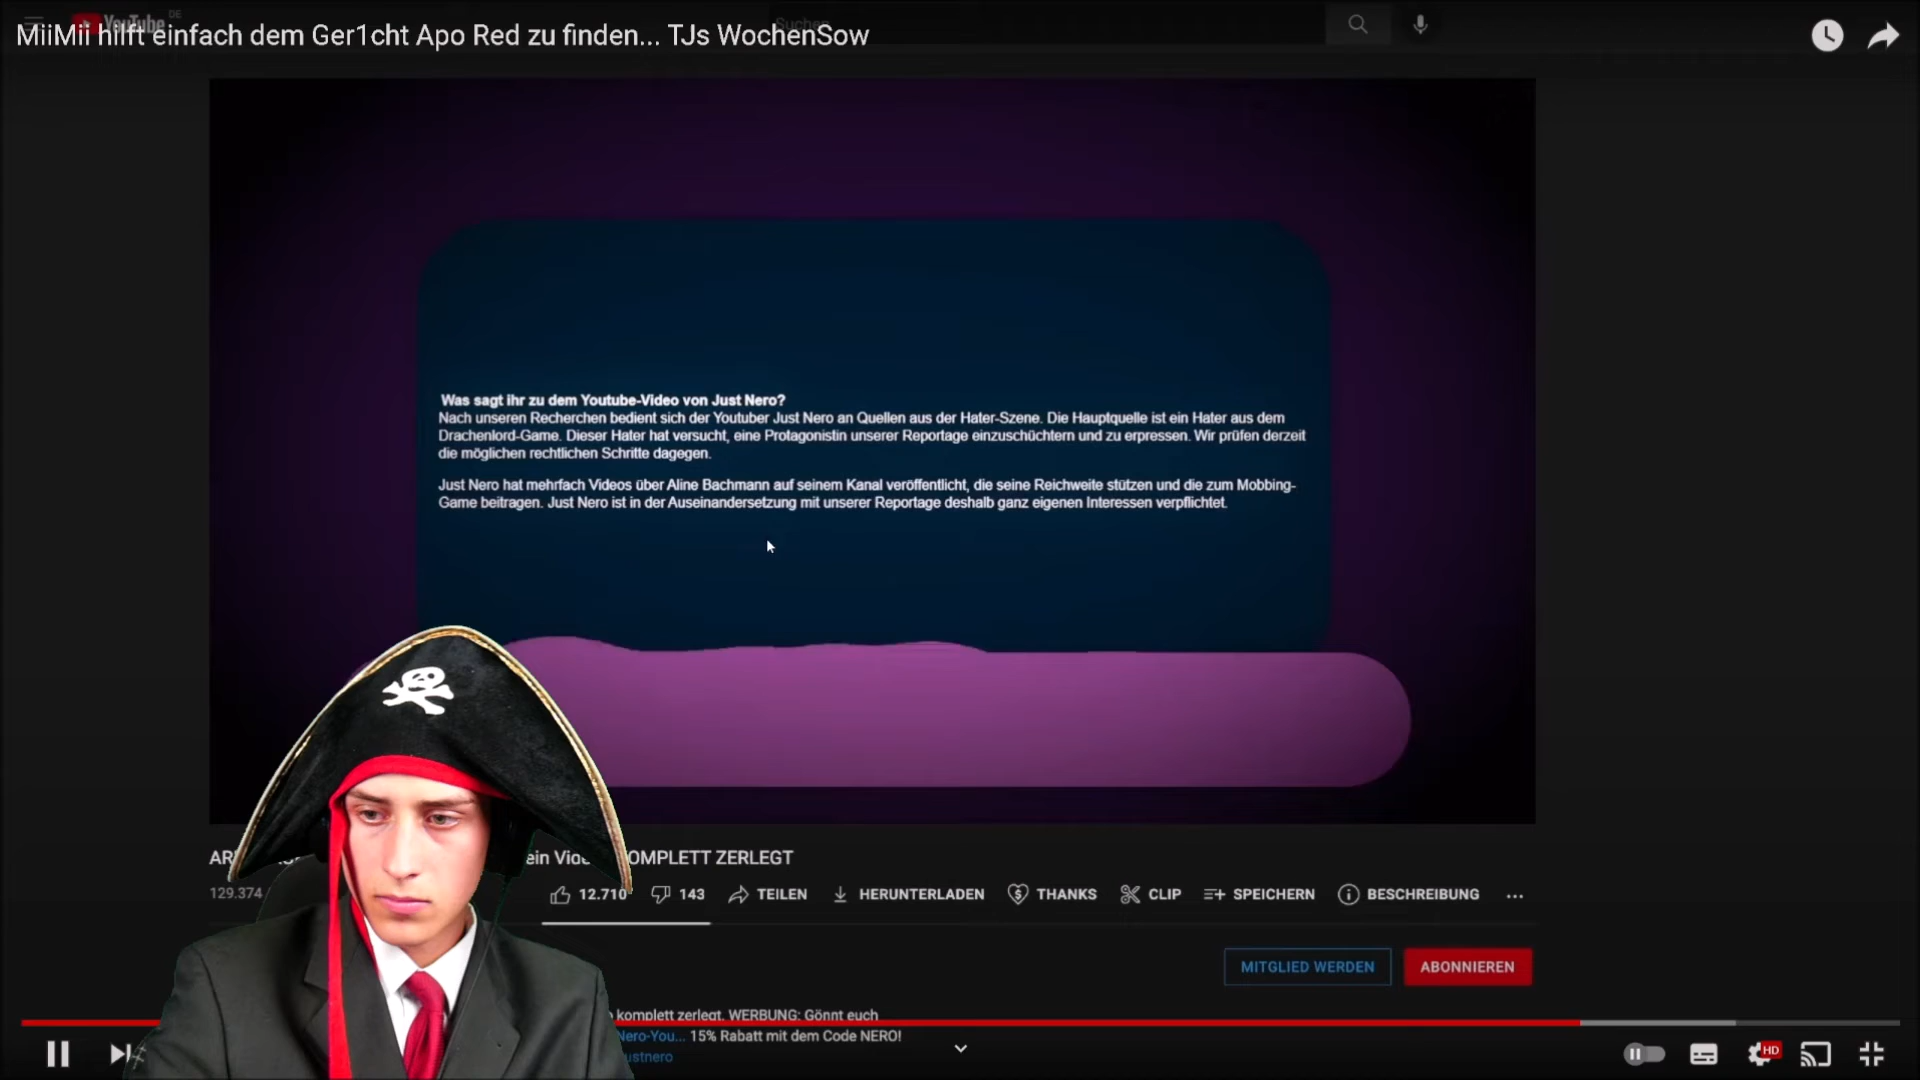 YouTube DE
Suchen
MiiMii hilft einfach dem Ger1cht Apo Red zu finden... TJs WochenSow
Was sagt ihr zu dem Youtube-Video von Just Nero?
Nach unseren Recherchen bedient sich der Youtuber Just Nero an Quellen aus der Hater-Szene. Die Hauptquelle ist ein Hater aus dem
Drachenlord-Game. Dieser Hater hat versucht, eine Protagonistin unserer Reportage einzuschüchtern und zu erpressen. Wir prüfen derzeit
die möglichen rechtlichen Schritte dagegen.
Just Nero hat mehrfach Videos über Aline Bachmann auf seinem Kanal veröffentlicht, die seine Reichweite stützen und die zum Mobbing-
Game beitragen. Just Nero ist in der Auseinandersetzung mit unserer Reportage deshalb ganz eigenen Interessen verpflichtet.
ZERLEGT
129.374
12.710 143 TEILEN HERUNTERLADEN THANKS CLIP SPEICHERN BESCHREIBUNG ...
MITGLIED WERDEN ABONNIEREN
komplett zerlegt. WERBUNG: Gönnt euch
Nero-You... 15% Rabatt mit dem Code NERO!
HD